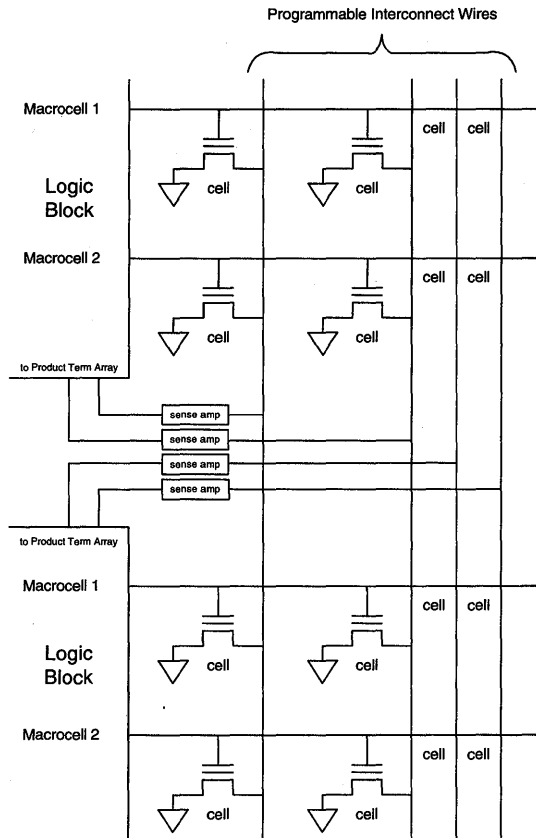 Programmable Interconnect Wires
Macrocell 1
cell cell
cell cell
Logic
Block
Macrocell 2
cell cell
cell cell
to Product Term Array
sense amp
sense amp
sense amp
sense amp
to Product Term Array
Macrocell 1
cell cell
cell cell
Logic
Block
Macrocell 2
cell cell
cell cell